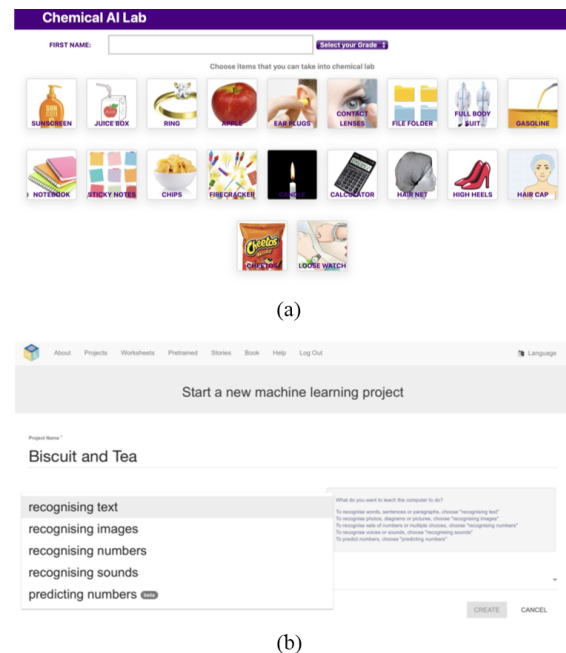 Chemical AI Lab
FIRST NAME:
Select your Grade
Choose items that you can take into chemical lab
SUNSCREEN
JUICE BOX
RING
APPLE
EAR PLUGS
CONTACT LENSES
FILE FOLDER
FULL BODY SUIT
GASOLINE
NOTEBOOK
STICKY NOTES
CHIPS
FIRECRACKER
CANDLE
CALCULATOR
HAIR NET
HIGH HEELS
HAIR CAP
CHEETOS
LOOSE WATCH
(a)
About Projects Worksheets Pretrained Stories Book Help Log Out Language
Start a new machine learning project
Project Name *
Biscuit and Tea
recognising text
recognising images
recognising numbers
recognising sounds
predicting numbers beta
What do you want to teach the computer to do?
To recognise words, sentences or paragraphs, choose "recognising text"
To recognise photos, diagrams or pictures, choose "recognising images"
To recognise sets of numbers or multiple choices, choose "recognising numbers"
To recognise voices or sounds, choose "recognising sounds"
To predict numbers, choose "predicting numbers"
CREATE CANCEL
(b)